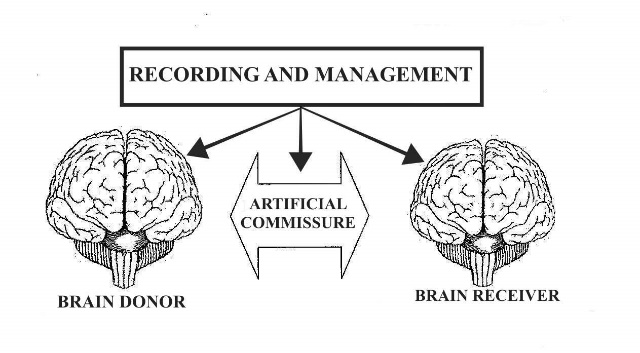 RECORDING AND MANAGEMENT
ARTIFICIAL
COMMISSURE
BRAIN DONOR
BRAIN RECEIVER